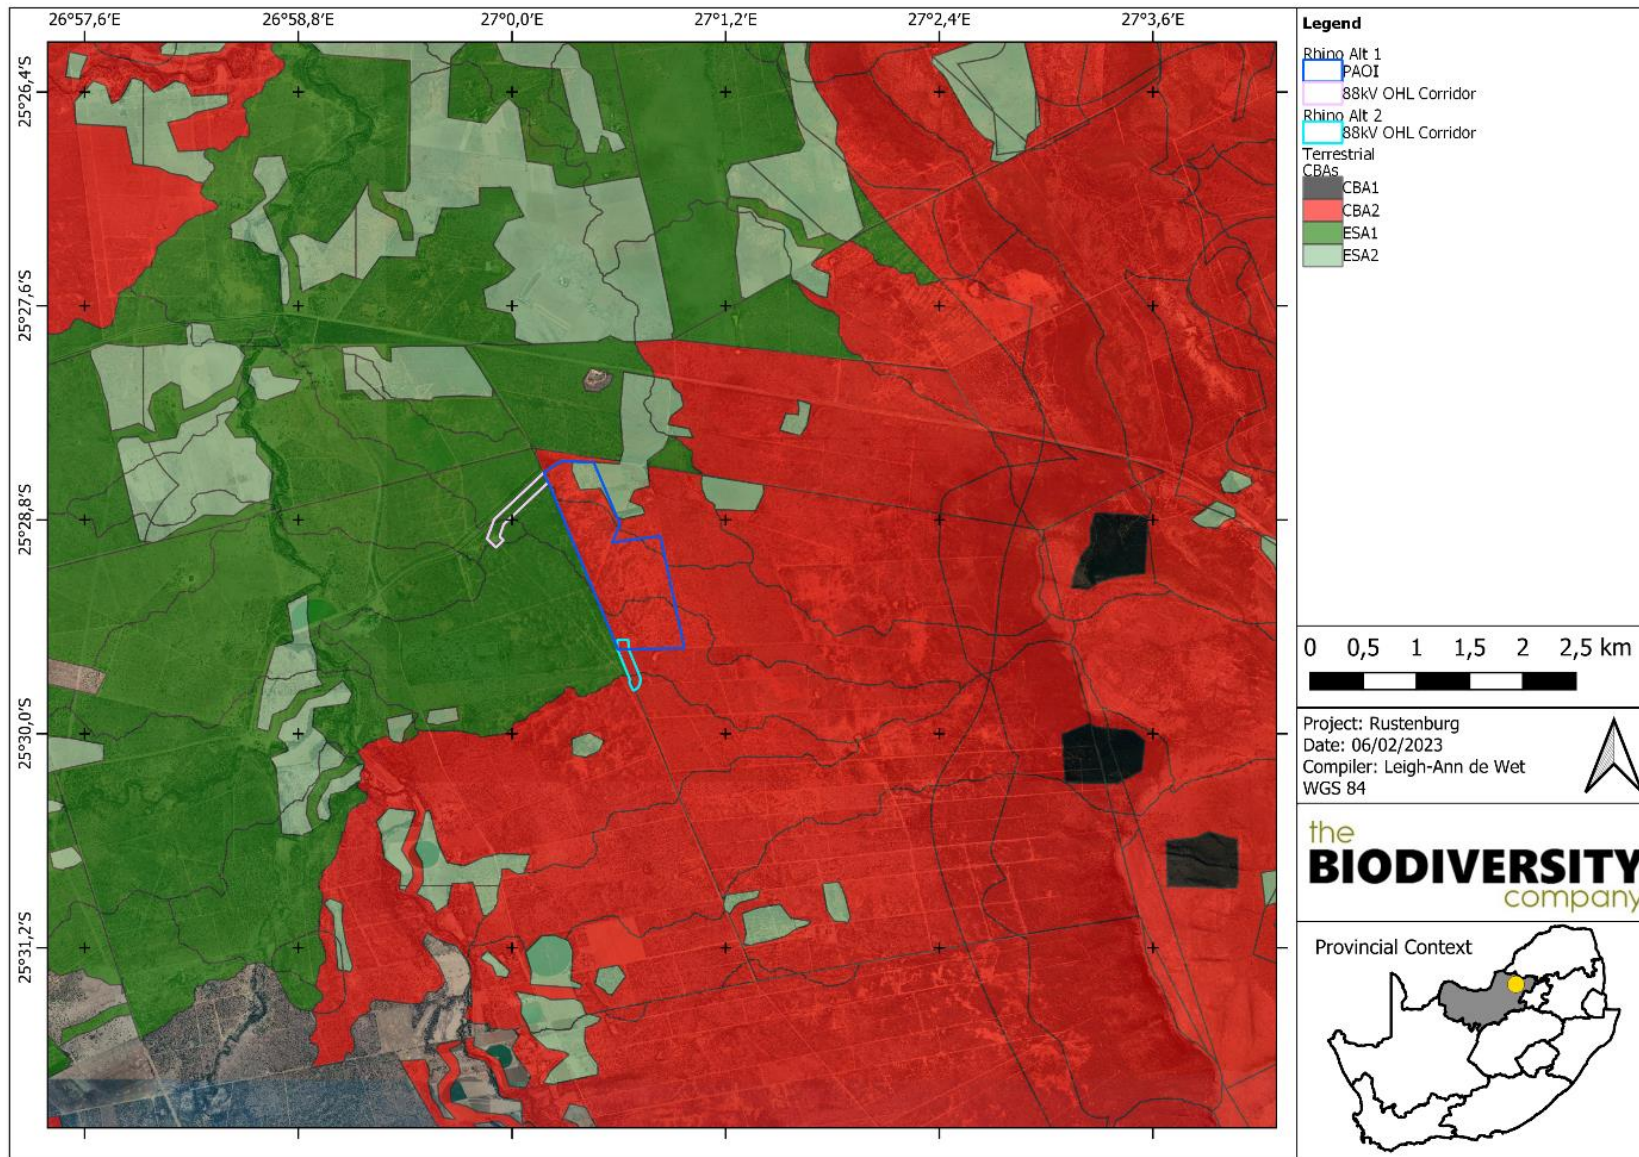 26°57,6'E 26°58,8'E 27°0,0'E 27°1,2'E 27°2,4'E 27°3,6'E
25°26,4'S
25°27,6'S
25°28,8'S
25°30,0'S
25°31,2'S
Legend
Rhino Alt 1
PAOI
88kV OHL Corridor
Rhino Alt 2
88kV OHL Corridor
Terrestrial
CBAs
CBA1
CBA2
ESA1
ESA2
0 0,5 1 1,5 2 2,5 km
Project: Rustenburg
Date: 06/02/2023
Compiler: Leigh-Ann de Wet
WGS 84
the
BIODIVERSITY
company
Provincial Context